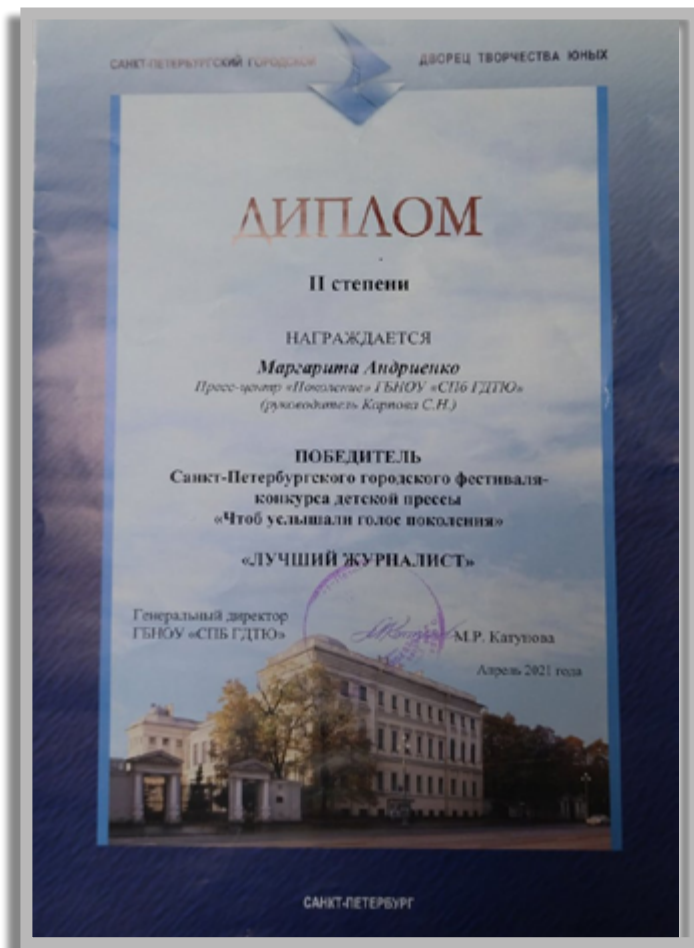 САНКТ-ПЕТЕРБУРГСКИЙ ГОРОДСКОЙ ДВОРЕЦ ТВОРЧЕСТВА ЮНЫХ
ДИПЛОМ
II степени
НАГРАЖДАЕТСЯ
Маргарита Андриенко
Пресс-центр «Поколение» ГБНОУ «СПб ГДТЮ»
(руководитель Карпова С.Н.)
ПОБЕДИТЕЛЬ
Санкт-Петербургского городского фестиваля-
конкурса детской прессы
«Чтоб услышали голос поколения»
«ЛУЧШИЙ ЖУРНАЛИСТ»
Генеральный директор
ГБНОУ «СПБ ГДТЮ» М.Р. Катунова
Апрель 2021 года
САНКТ-ПЕТЕРБУРГ